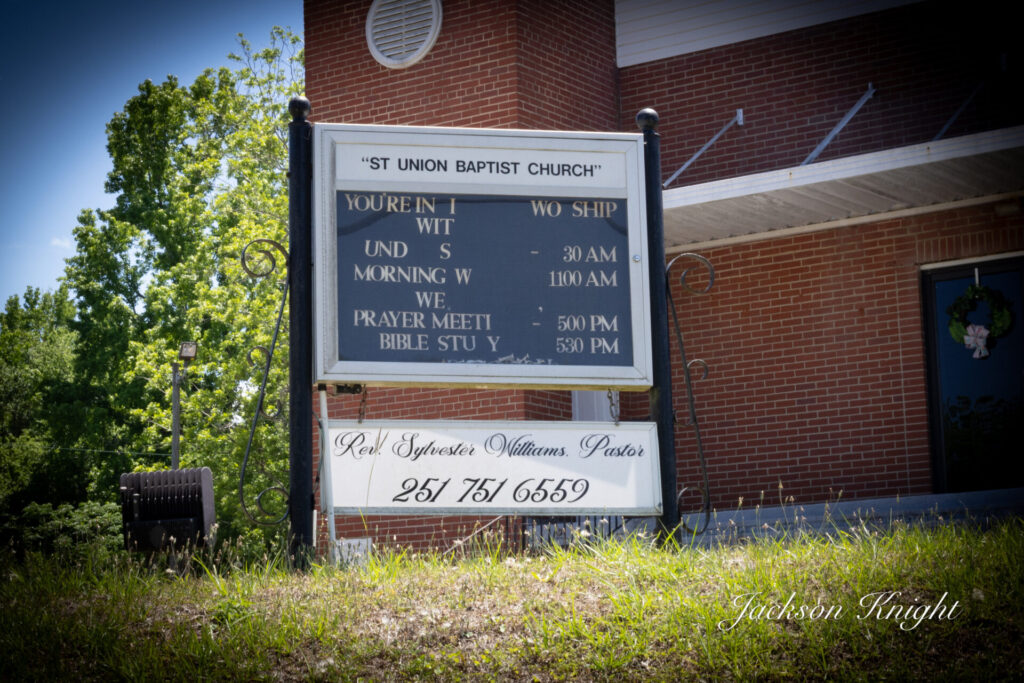 "ST UNION BAPTIST CHURCH"
YOU'RE IN I WO SHIP
WIT
UND S - 30 AM
MORNING W 1100 AM
WE
PRAYER MEETI - 500 PM
BIBLE STU Y 530 PM
Rev. Sylvester Williams. Pastor
251 751 6559
Jackson Knight